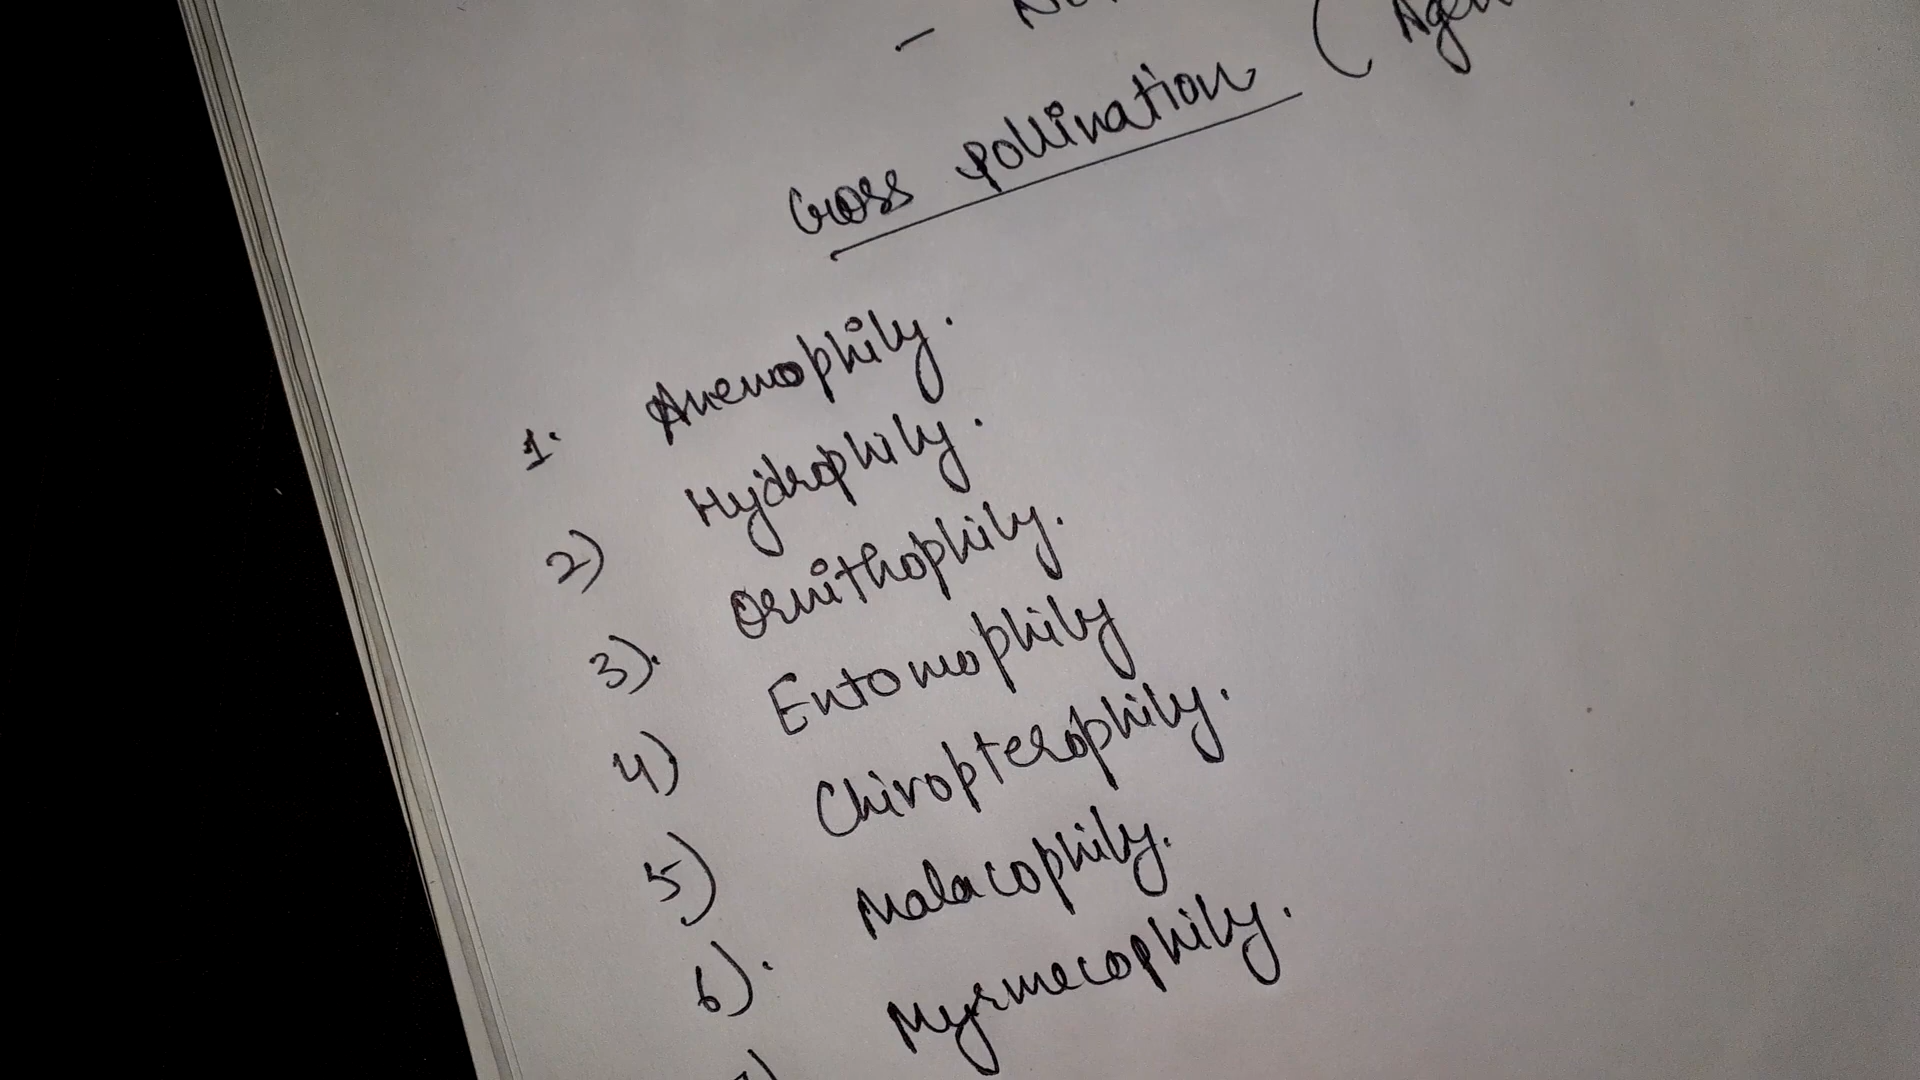 Cross pollination (
1. Anemophily.
2) Hydrophily.
3). Ornithophily.
4) Entomophily
5) Chiropterophily.
6). Malacophily.
Myrmecophily.